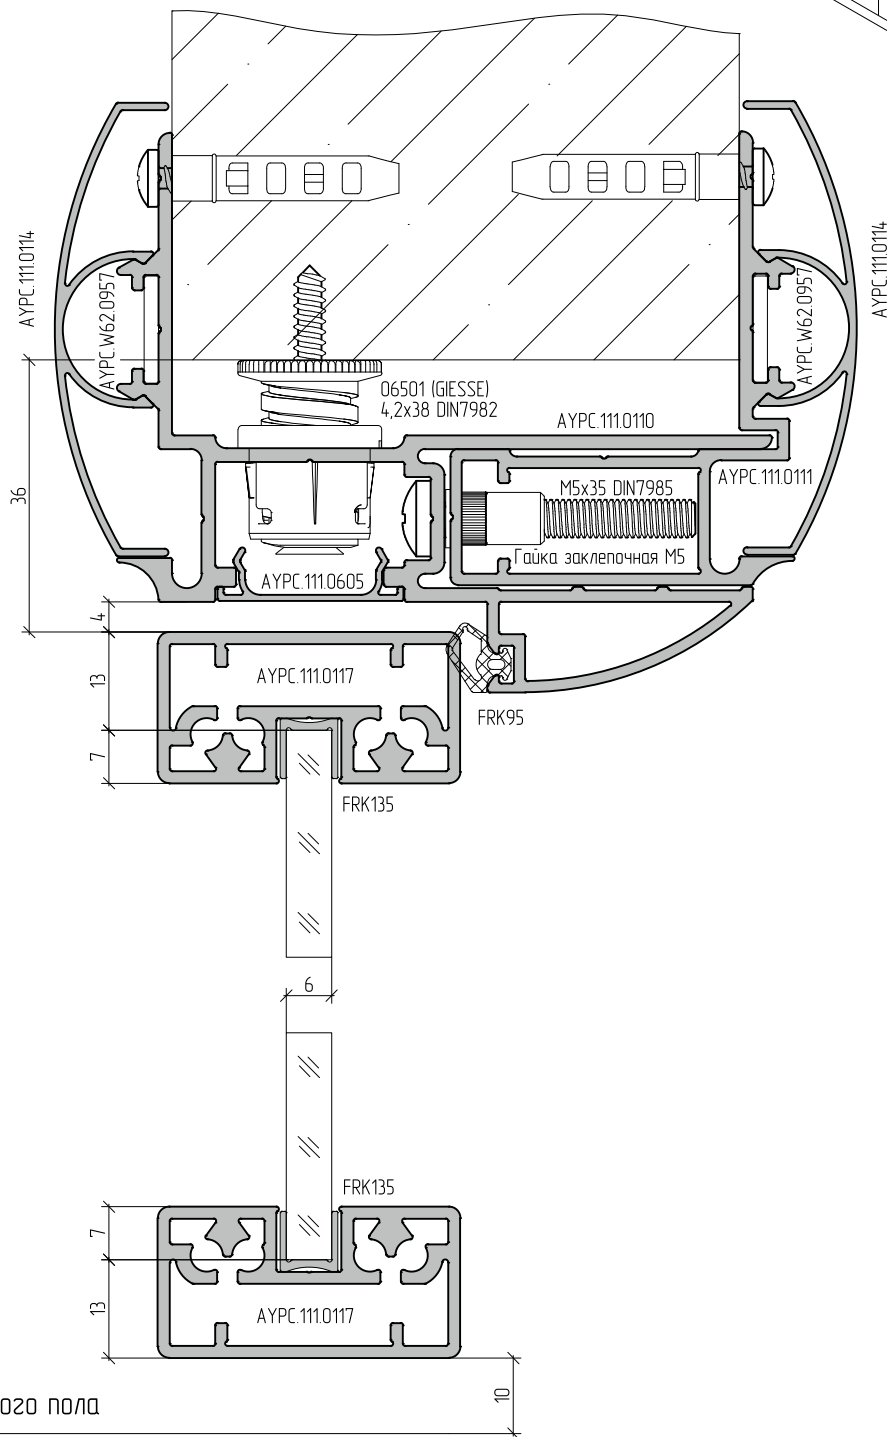 AYPC.111.0114
AYPC.W62.0957
AYPC.W62.0957
AYPC.111.0114
06501 (GIESSE)
4,2x38 DIN7982
AYPC.111.0110
AYPC.111.0111
M5x35 DIN7985
Гайка заклепочная М5
AYPC.111.0605
36
4
13
AYPC.111.0117
FRK95
7
FRK135
6
FRK135
7
13
AYPC.111.0117
10
ого пола